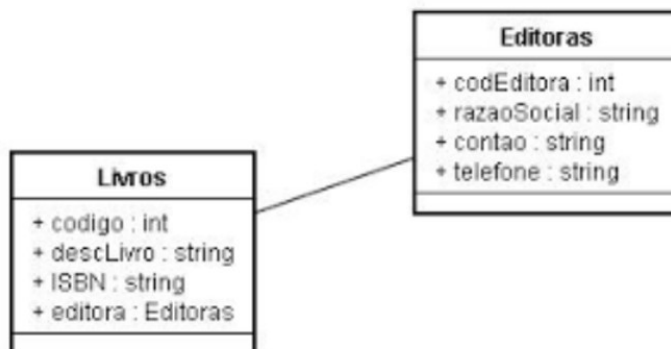 Editoras
+ codEditora : int
+ razaoSocial : string
+ contao : string
+ telefone : string
Livros
+ codigo : int
+ descLivro : string
+ ISBN : string
+ editora : Editoras